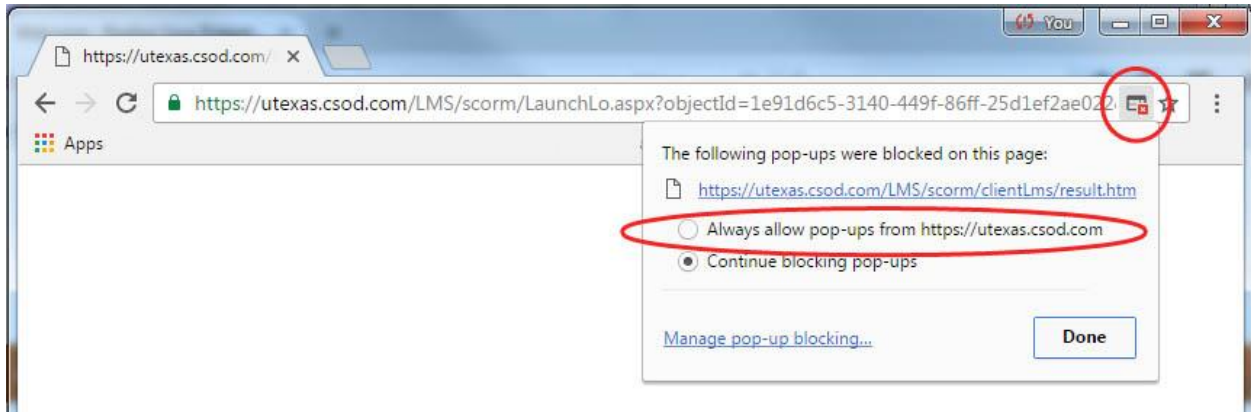 You
https://utexas.csod.com/
https://utexas.csod.com/LMS/scorm/LaunchLo.aspx?objectId=1e91d6c5-3140-449f-86ff-25d1ef2ae022
Apps
The following pop-ups were blocked on this page:
https://utexas.csod.com/LMS/scorm/clientLms/result.htm
Always allow pop-ups from https://utexas.csod.com
Continue blocking pop-ups
Manage pop-up blocking...
Done